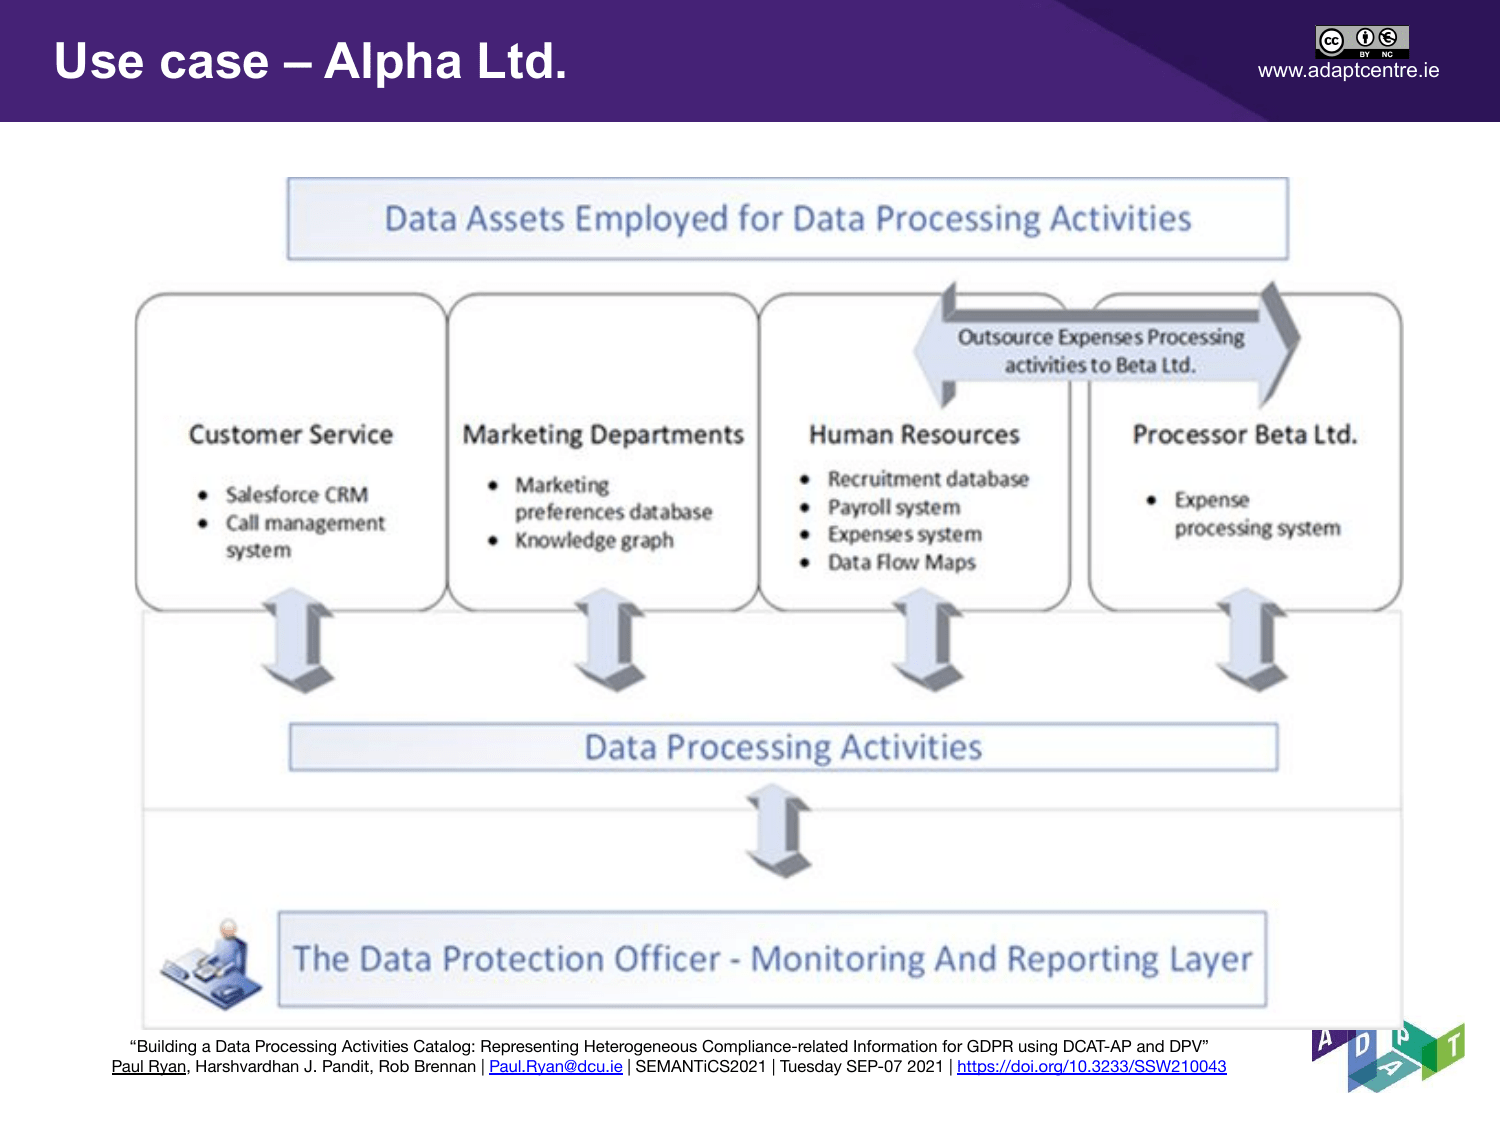 Use case – Alpha Ltd.
cc BY NC
www.adaptcentre.ie
Data Assets Employed for Data Processing Activities
Outsource Expenses Processing
activities to Beta Ltd.
Customer Service
• Salesforce CRM
• Call management
system
Marketing Departments
• Marketing
preferences database
• Knowledge graph
Human Resources
• Recruitment database
• Payroll system
• Expenses system
• Data Flow Maps
Processor Beta Ltd.
• Expense
processing system
Data Processing Activities
The Data Protection Officer - Monitoring And Reporting Layer
“Building a Data Processing Activities Catalog: Representing Heterogeneous Compliance-related Information for GDPR using DCAT-AP and DPV”
Paul Ryan, Harshvardhan J. Pandit, Rob Brennan | Paul.Ryan@dcu.ie | SEMANTiCS2021 | Tuesday SEP-07 2021 | https://doi.org/10.3233/SSW210043
ADAPT